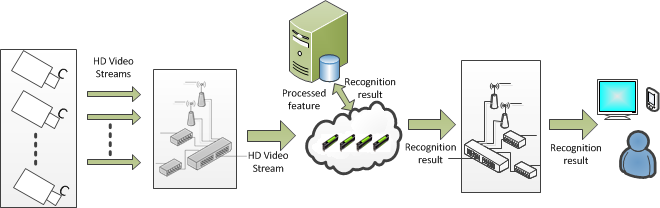 HD Video
Streams
Processed
feature
Recognition
result
HD Video
Stream
Recognition
result
Recognition
result